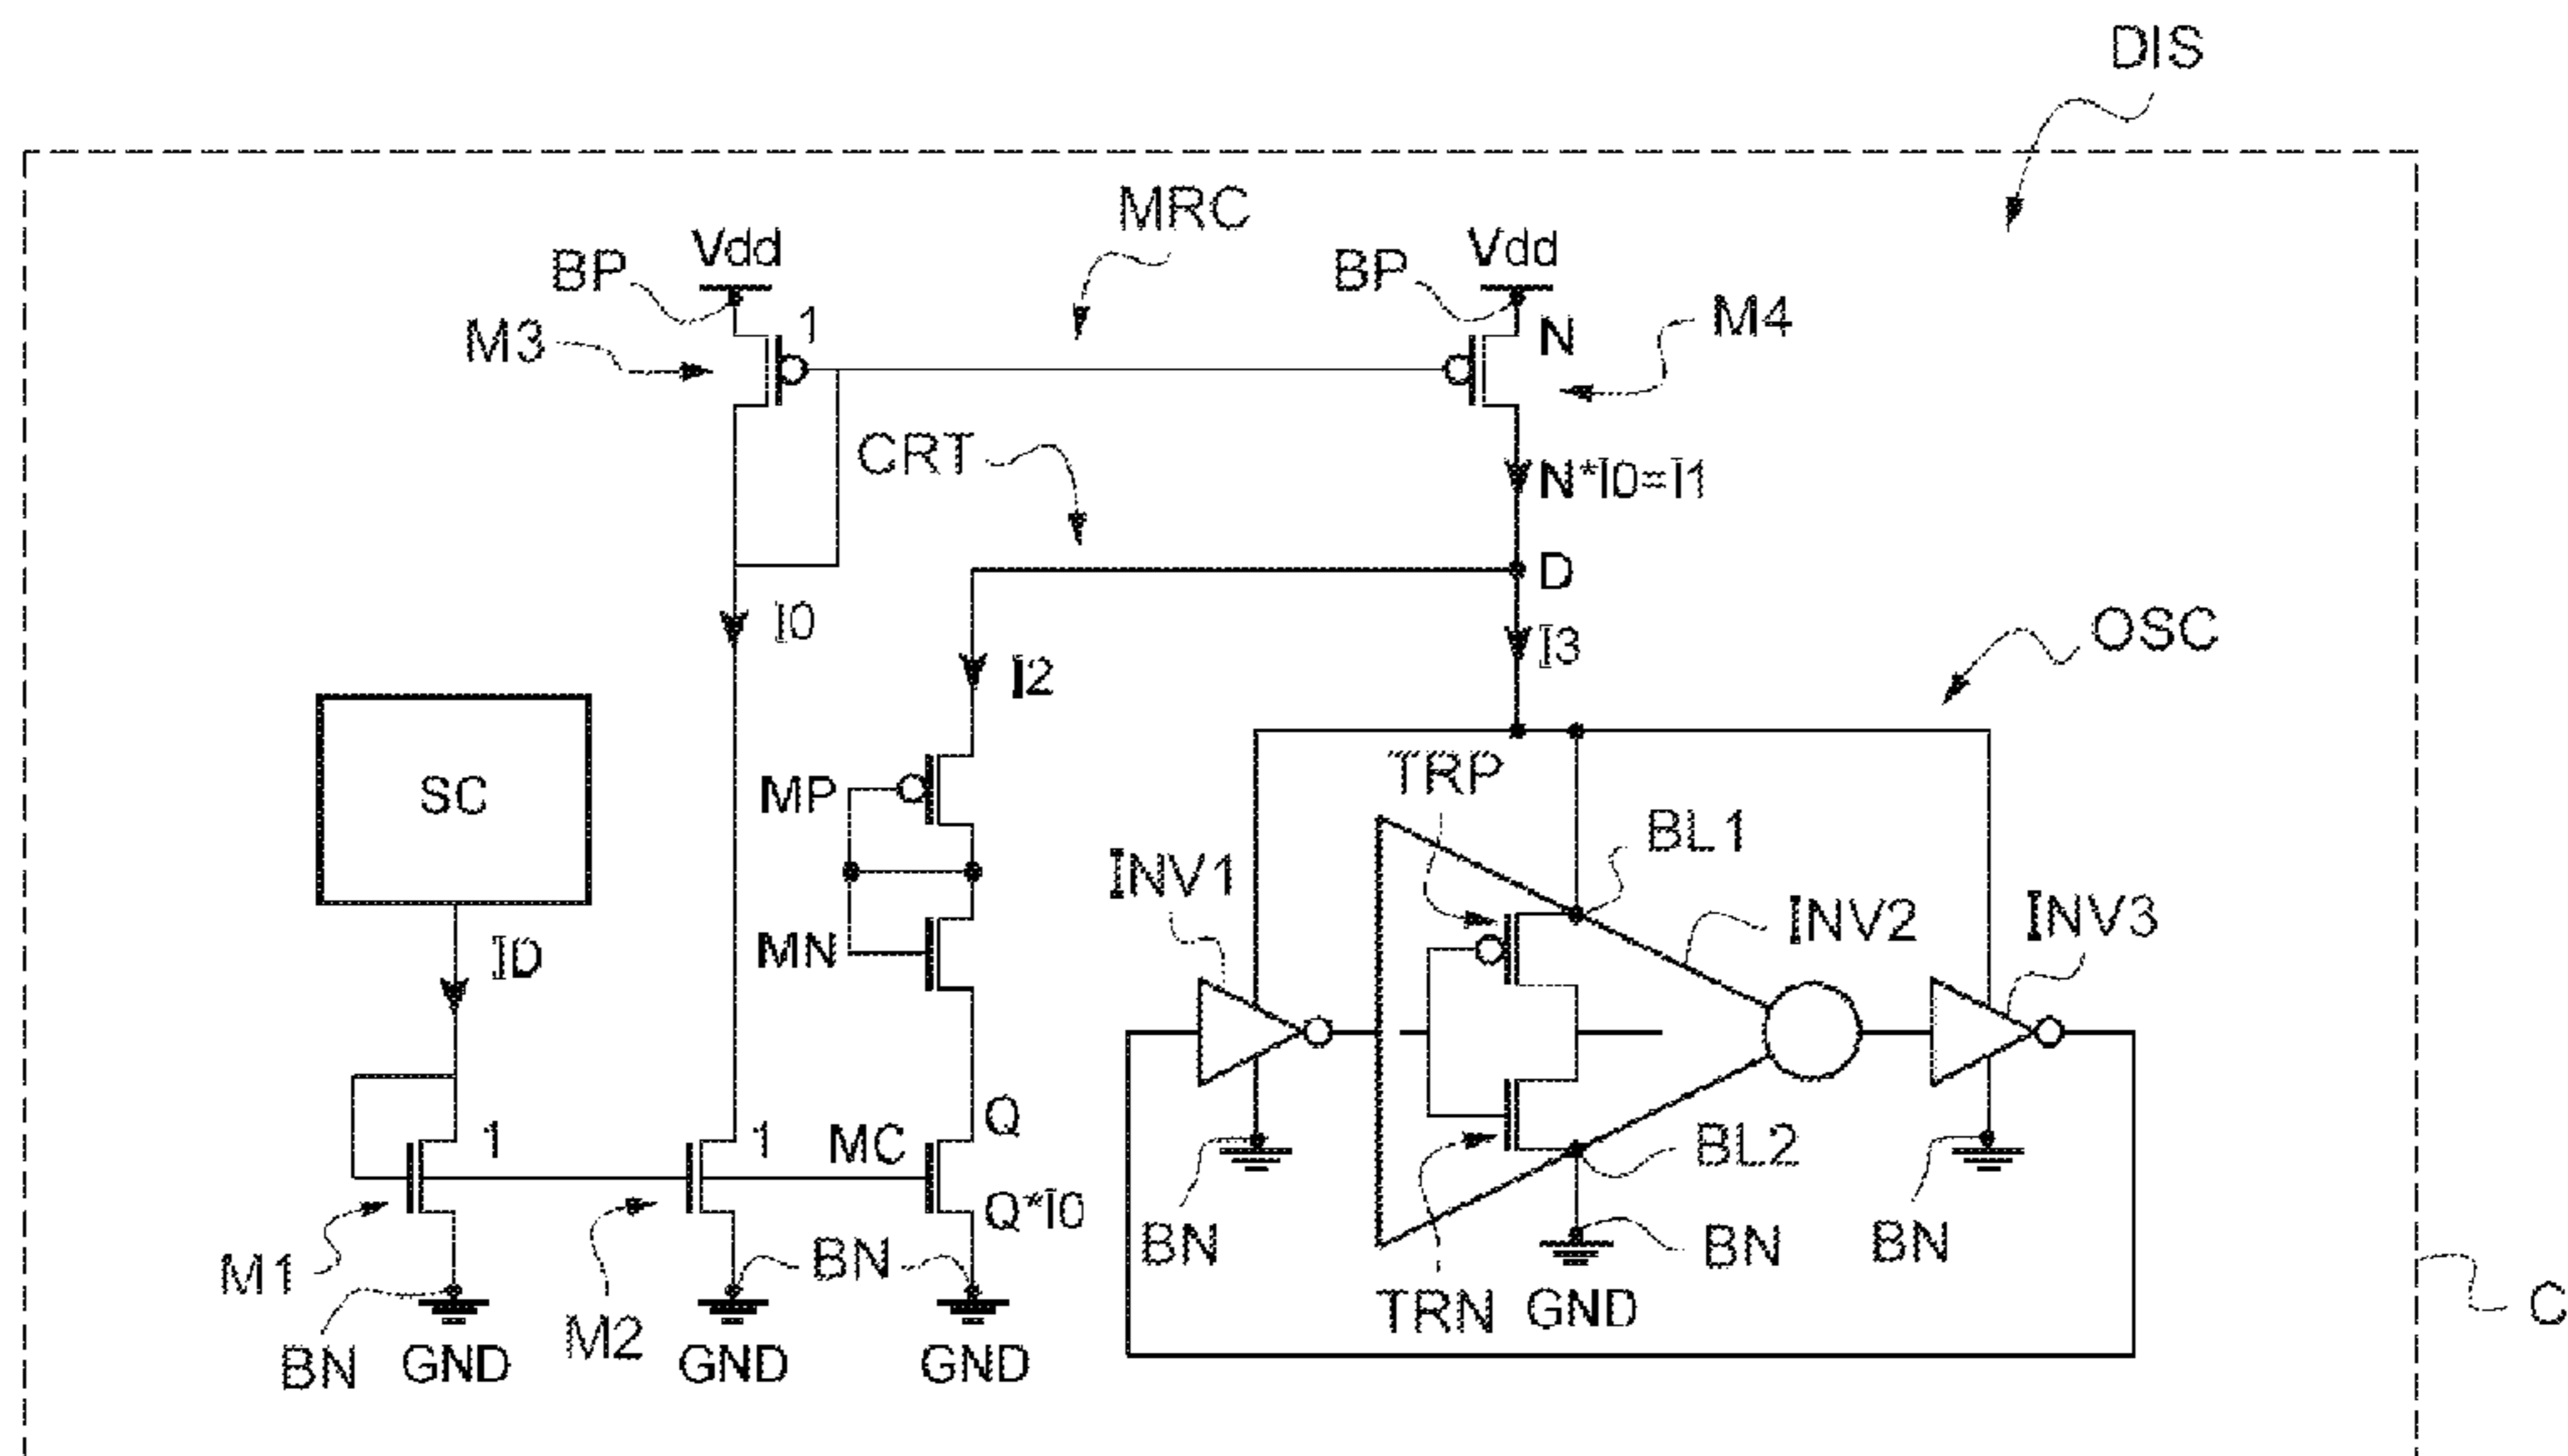 DIS
MRC
BP
Vdd
BP
Vdd
M3
1
N
M4
CRT
N*I0=I1
D
I0
I2
I3
OSC
SC
MP
TRP
BL1
INV1
INV2
INV3
MN
ID
1
1
MC
Q
BL2
Q*I0
M1
M2
BN
BN
BN
BN
TRN
GND
C
BN
GND
GND
GND